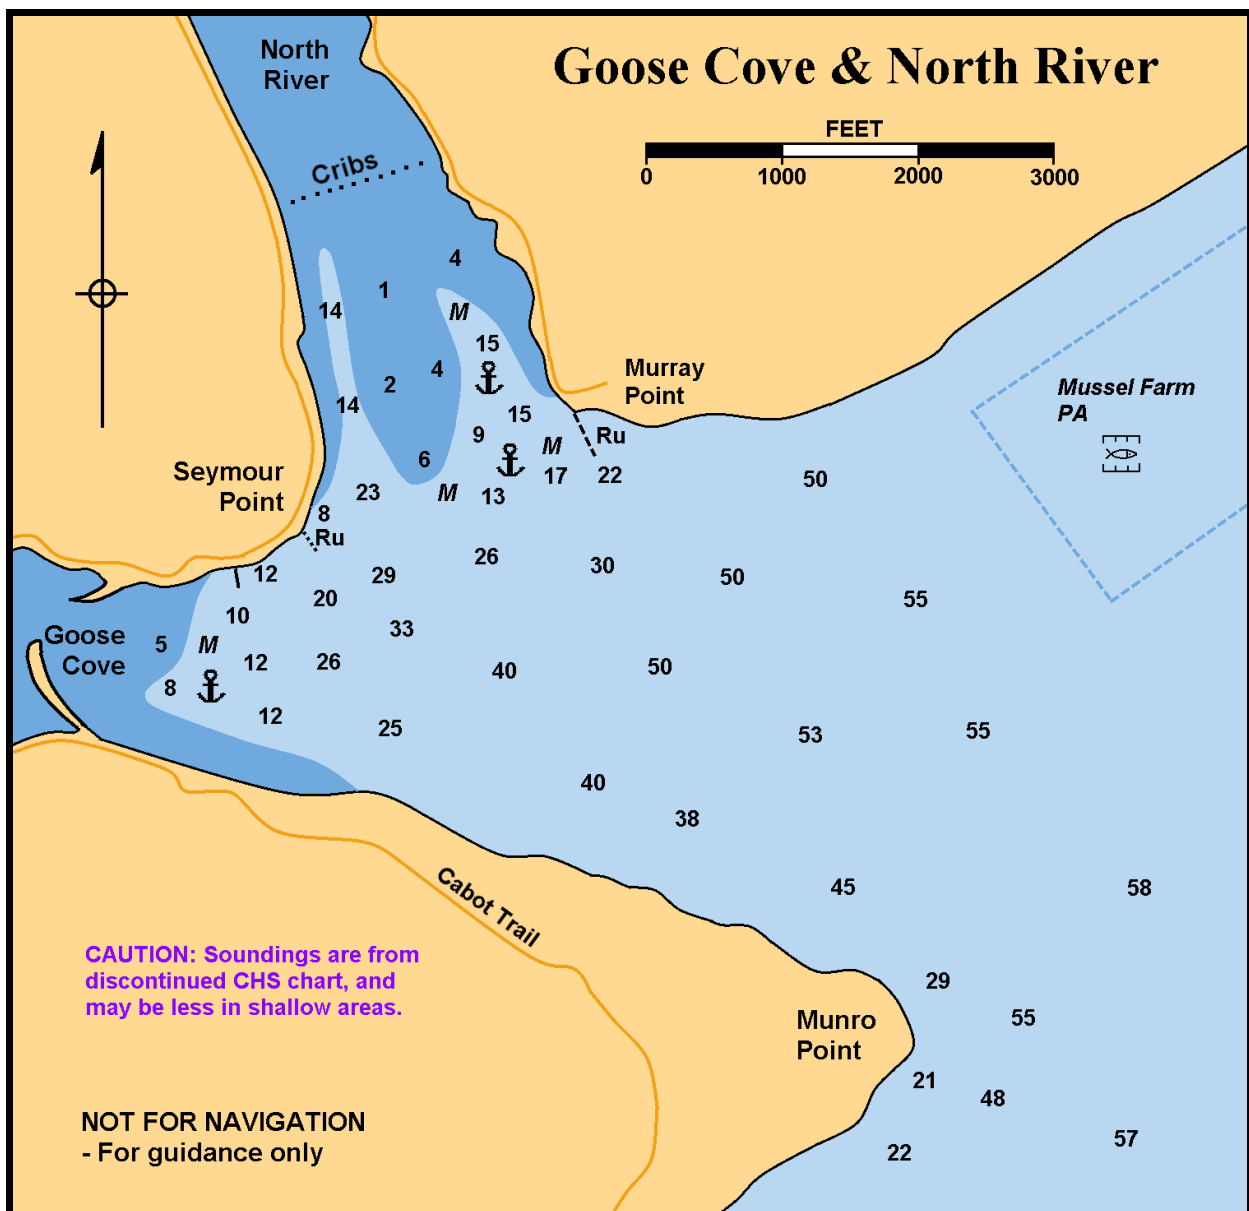 North
River
Goose Cove & North River
FEET
0 1000 2000 3000
Cribs
4
1
14
M
15
4
2
14
15
9
M
6
23
M
13
17
22
50
8
Murray
Point
Ru
Mussel Farm
PA
Seymour
Point
Ru
12
29
26
30
50
55
20
10
33
Goose
Cove
5
M
12
26
40
50
8
12
25
53
55
40
38
45
58
Cabot Trail
CAUTION: Soundings are from
discontinued CHS chart, and
may be less in shallow areas.
29
55
Munro
Point
21
48
57
22
NOT FOR NAVIGATION
- For guidance only